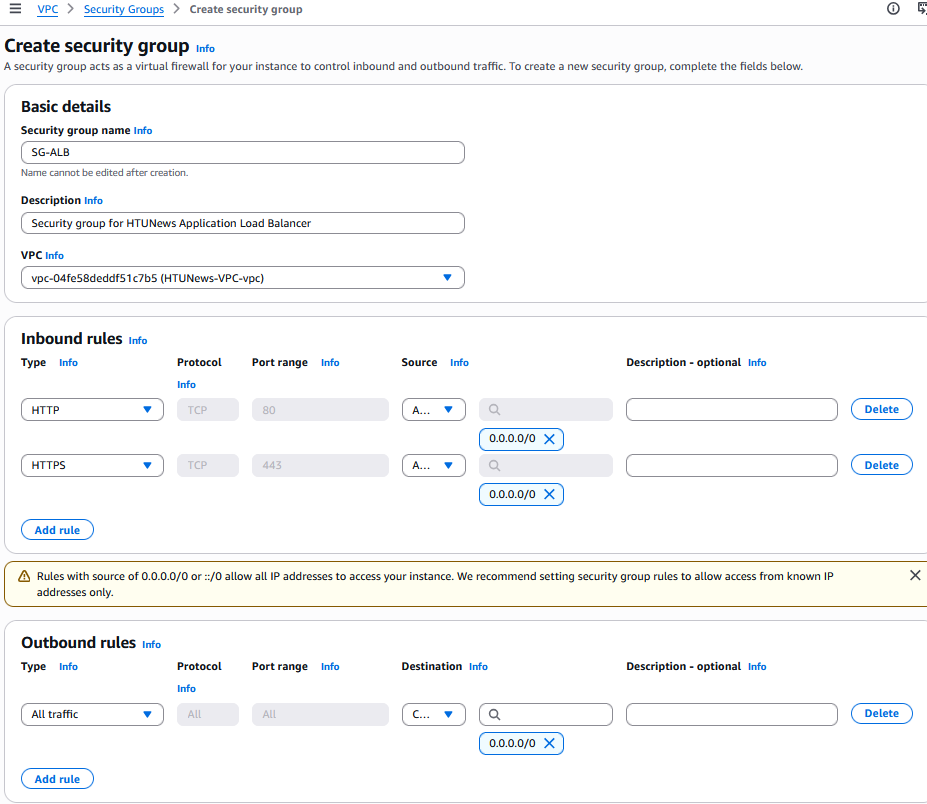 VPC > Security Groups > Create security group
Create security group Info
A security group acts as a virtual firewall for your instance to control inbound and outbound traffic. To create a new security group, complete the fields below.
Basic details
Security group name Info
SG-ALB
Name cannot be edited after creation.
Description Info
Security group for HTUNews Application Load Balancer
VPC Info
vpc-04fe58deddf51c7b5 (HTUNews-VPC-vpc)
Inbound rules Info
Type Info Protocol Port range Info Source Info Description - optional Info
Info
HTTP TCP 80 A... Delete
0.0.0.0/0
HTTPS TCP 443 A... Delete
0.0.0.0/0
Add rule
Rules with source of 0.0.0.0/0 or ::/0 allow all IP addresses to access your instance. We recommend setting security group rules to allow access from known IP
addresses only.
Outbound rules Info
Type Info Protocol Port range Info Destination Info Description - optional Info
Info
All traffic All All C... Delete
0.0.0.0/0
Add rule